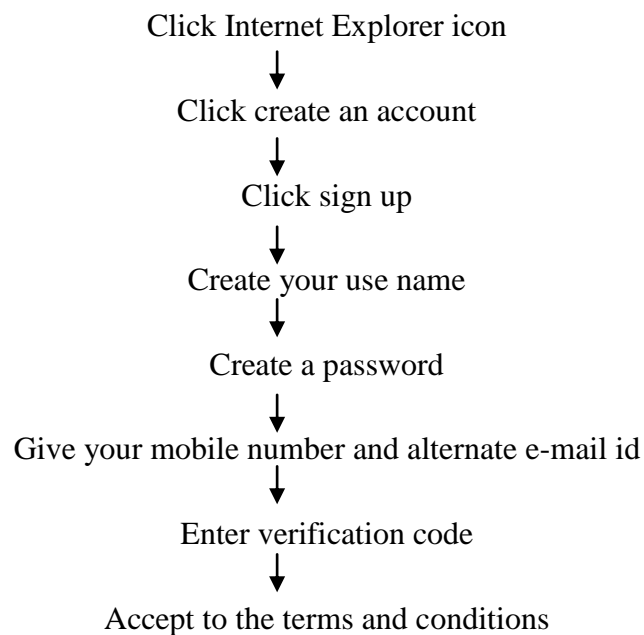 Click Internet Explorer icon
Click create an account
Click sign up
Create your use name
Create a password
Give your mobile number and alternate e-mail id
Enter verification code
Accept to the terms and conditions